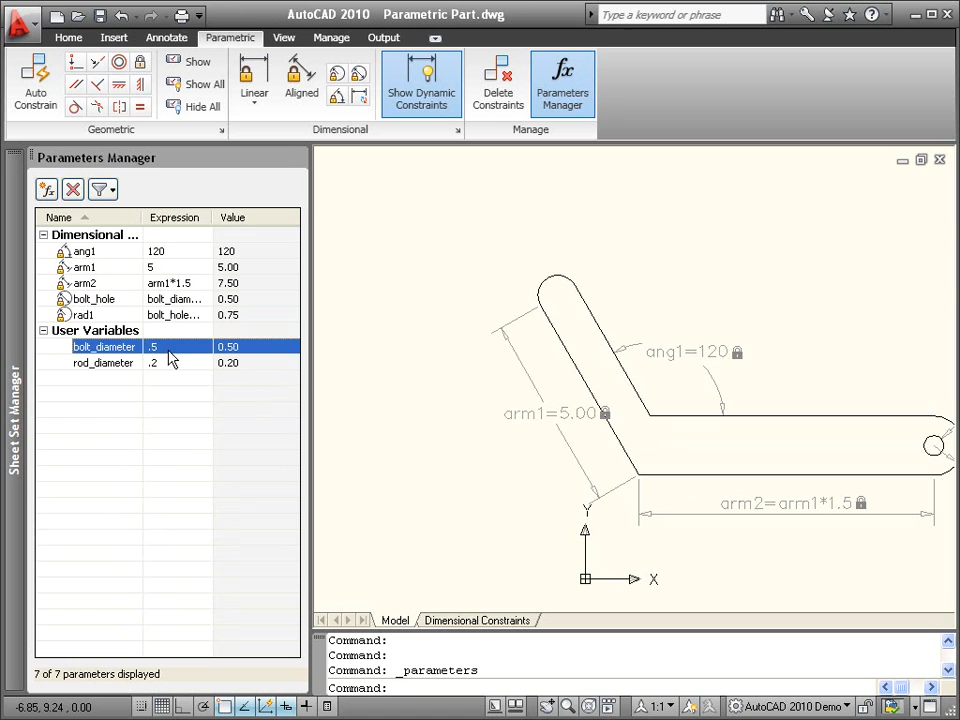 AutoCAD 2010 Parametric Part.dwg
Type a keyword or phrase
Home Insert Annotate Parametric View Manage Output
Auto Constrain
Show
Show All
Hide All
Linear
Aligned
Show Dynamic Constraints
Delete Constraints
fx
Parameters Manager
Geometric
Dimensional
Manage
Parameters Manager
Name Expression Value
Dimensional ...
ang1 120 120
arm1 5 5.00
arm2 arm1*1.5 7.50
bolt_hole bolt_diam... 0.50
rad1 bolt_hole... 0.75
User Variables
bolt_diameter .5 0.50
rod_diameter .2 0.20
7 of 7 parameters displayed
Sheet Set Manager
ang1=120
arm1=5.00
arm2=arm1*1.5
Y
X
Model Dimensional Constraints
Command:
Command:
Command: _parameters
Command:
-6.85, 9.24 , 0.00
1:1
AutoCAD 2009 Demo